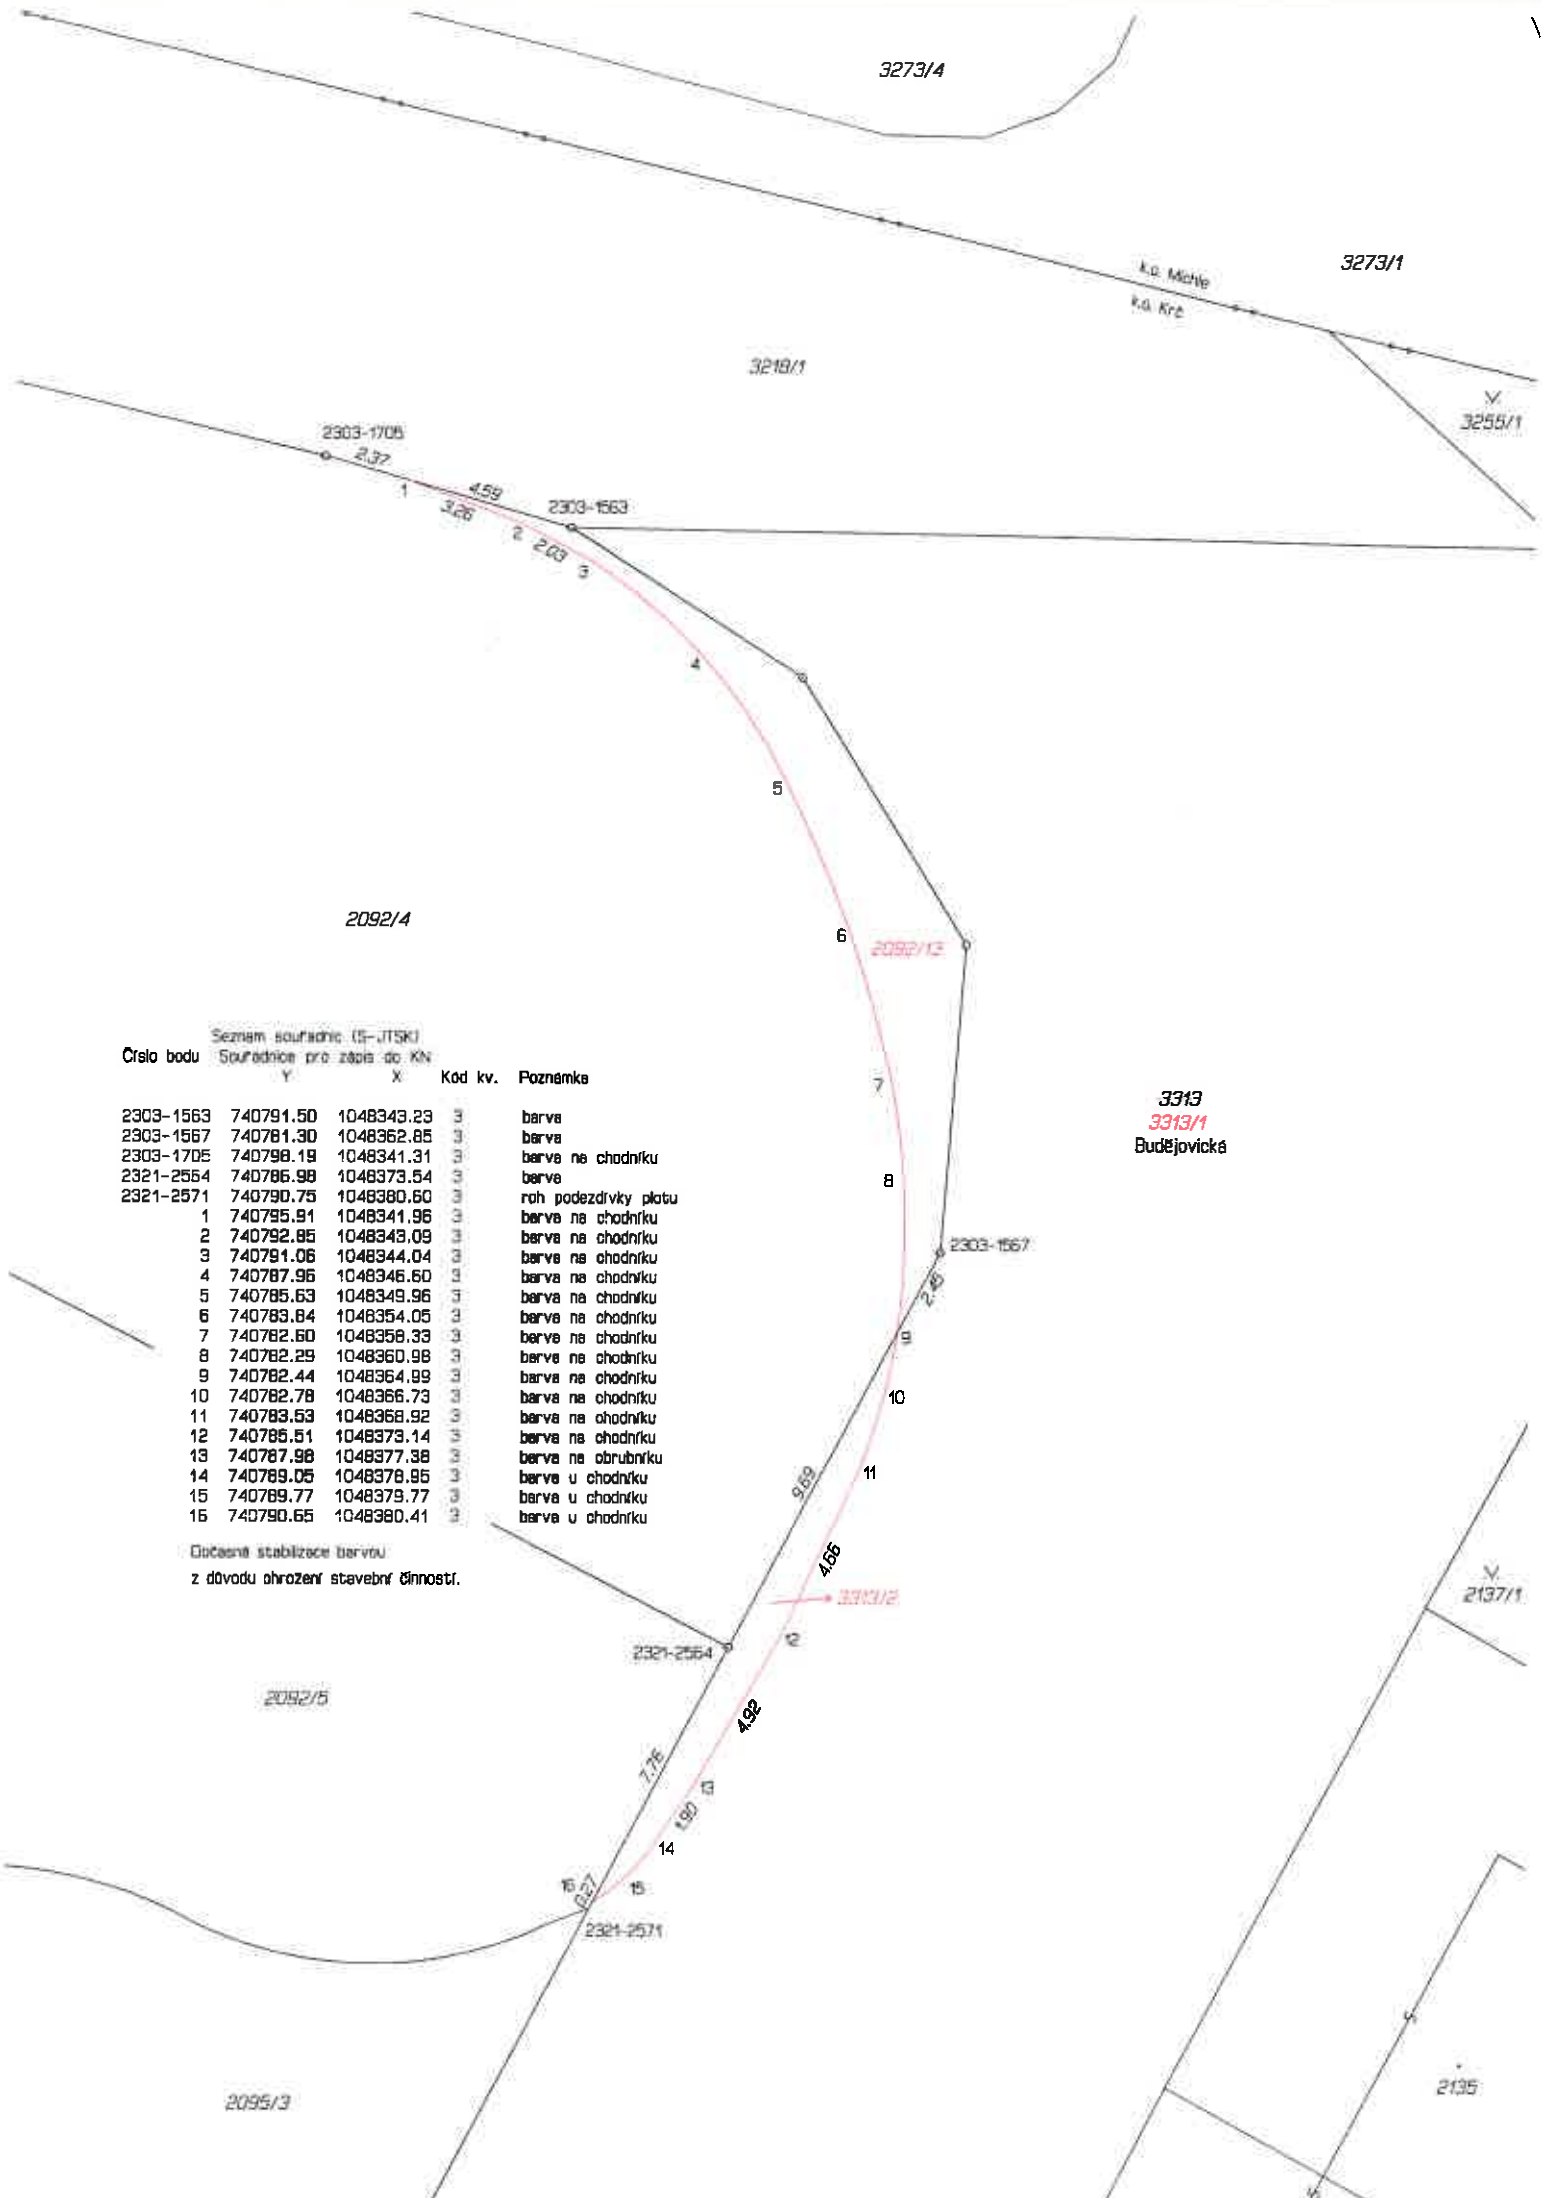 3273/4
k.ú. Michle
3273/1
k.ú. Krč
3218/1
3255/1
2303-1705
2.37
1
4.59
3.26
2303-1563
2
2.03
3
4
5
6
2092/4
2092/13
Seznam souřadnic (S-JTSK)
Číslo bodu Souřadnice pro zápis do KN
Y X Kód kv. Poznámka
2303-1563 740791.50 1048343.23 3 barva
2303-1567 740781.30 1048362.85 3 barva
2303-1705 740798.19 1048341.31 3 barva na chodníku
2321-2564 740786.98 1048373.54 3 barva
2321-2571 740790.75 1048380.60 3 roh podezdívky plotu
1 740795.91 1048341.96 3 barva na chodníku
2 740792.85 1048343.09 3 barva na chodníku
3 740791.06 1048344.04 3 barva na chodníku
4 740787.96 1048346.60 3 barva na chodníku
5 740785.63 1048349.96 3 barva na chodníku
6 740783.84 1048354.05 3 barva na chodníku
7 740782.60 1048358.33 3 barva na chodníku
8 740782.29 1048360.98 3 barva na chodníku
9 740782.44 1048364.99 3 barva na chodníku
10 740782.78 1048366.73 3 barva na chodníku
11 740783.53 1048368.92 3 barva na chodníku
12 740785.51 1048373.14 3 barva na chodníku
13 740787.98 1048377.38 3 barva na obrubníku
14 740789.05 1048378.95 3 barva u chodníku
15 740789.77 1048379.77 3 barva u chodníku
16 740790.65 1048380.41 3 barva u chodníku
Dočasná stabilizace barvou
z důvodu ohrožení stavební činností.
7
3313
3313/1
Budějovická
8
2303-1567
2.45
9
10
11
9.69
4.66
3313/2
12
2321-2564
2137/1
2092/5
4.92
7.76
13
1.90
14
16
0.27
15
2321-2571
2135
2095/3